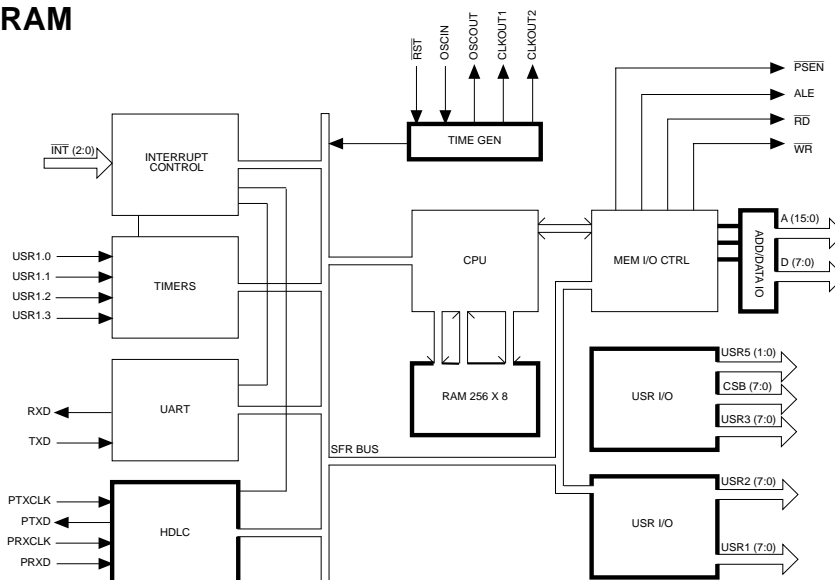 RAM
RST
OSCIN
OSCOUT
CLKOUT1
CLKOUT2
PSEN
ALE
RD
WR
TIME GEN
INT (2:0)
INTERRUPT
CONTROL
USR1.0
USR1.1
USR1.2
USR1.3
TIMERS
CPU
MEM I/O CTRL
ADD/DATA IO
A (15:0)
D (7:0)
RAM 256 X 8
USR I/O
USR5 (1:0)
CSB (7:0)
USR3 (7:0)
RXD
TXD
UART
SFR BUS
PTXCLK
PTXD
PRXCLK
PRXD
HDLC
USR I/O
USR2 (7:0)
USR1 (7:0)